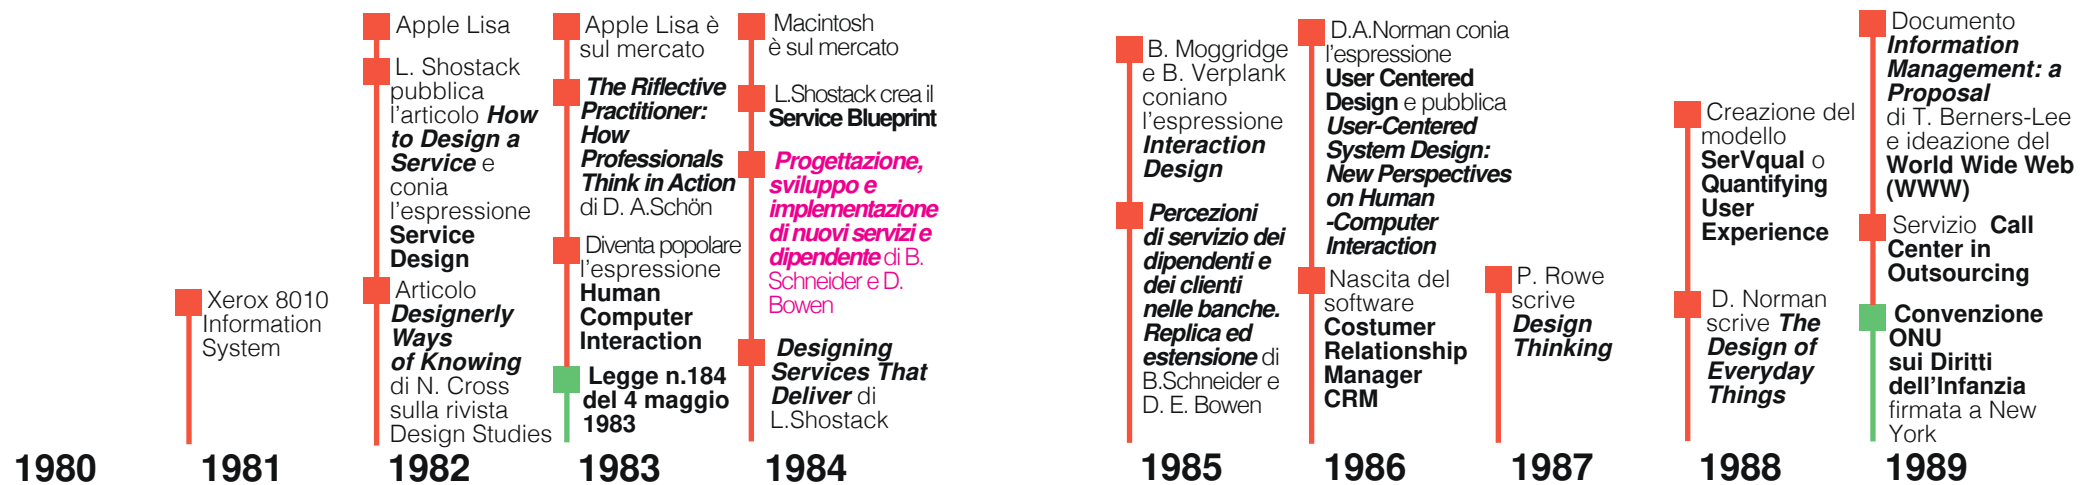 Xerox 8010
Information
System
Apple Lisa
L. Shostack
pubblica
l'articolo How
to Design a
Service e
conia
l'espressione
Service
Design
Articolo
Designerly
Ways
of Knowing
di N. Cross
sulla rivista
Design Studies
Apple Lisa è
sul mercato
The Riflective
Practitioner:
How
Professionals
Think in Action
di D. A.Schön
Diventa popolare
l'espressione
Human
Computer
Interaction
Legge n.184
del 4 maggio
1983
Macintosh
è sul mercato
L.Shostack crea il
Service Blueprint
Progettazione,
sviluppo e
implementazione
di nuovi servizi e
dipendente di B.
Schneider e D.
Bowen
Designing
Services That
Deliver di
L.Shostack
B. Moggridge
e B. Verplank
coniano
l'espressione
Interaction
Design
Percezioni
di servizio dei
dipendenti e
dei clienti
nelle banche.
Replica ed
estensione di
B.Schneider e
D. E. Bowen
D.A.Norman conia
l'espressione
User Centered
Design e pubblica
User-Centered
System Design:
New Perspectives
on Human
-Computer
Interaction
Nascita del
software
Costumer
Relationship
Manager
CRM
P. Rowe
scrive
Design
Thinking
Creazione del
modello
SerVqual o
Quantifying
User
Experience
D. Norman
scrive The
Design of
Everyday
Things
Documento
Information
Management: a
Proposal
di T. Berners-Lee
e ideazione del
World Wide Web
(WWW)
Servizio Call
Center in
Outsourcing
Convenzione
ONU
sui Diritti
dell'Infanzia
firmata a New
York
1980
1981
1982
1983
1984
1985
1986
1987
1988
1989